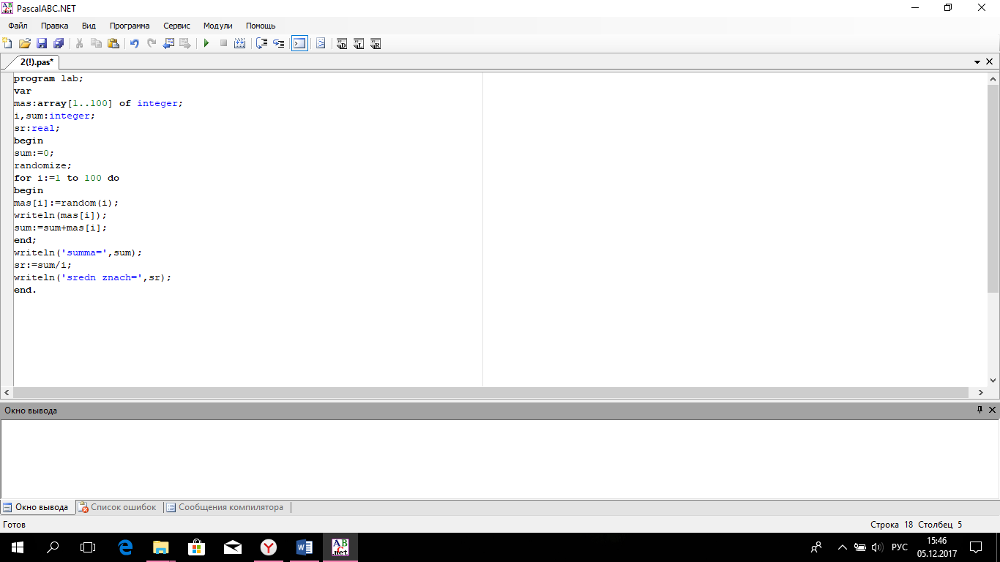 PascalABC.NET
Файл Правка Вид Программа Сервис Модули Помощь
2(!).pas*
program lab;
var
mas:array[1..100] of integer;
i,sum:integer;
sr:real;
begin
sum:=0;
randomize;
for i:=1 to 100 do
begin
mas[i]:=random(i);
writeln(mas[i]);
sum:=sum+mas[i];
end;
writeln('summa=',sum);
sr:=sum/i;
writeln('sredn znach=',sr);
end.
Окно вывода
Окно вывода Список ошибок Сообщения компилятора
Готов Строка 18 Столбец 5
РУС 15:46
05.12.2017